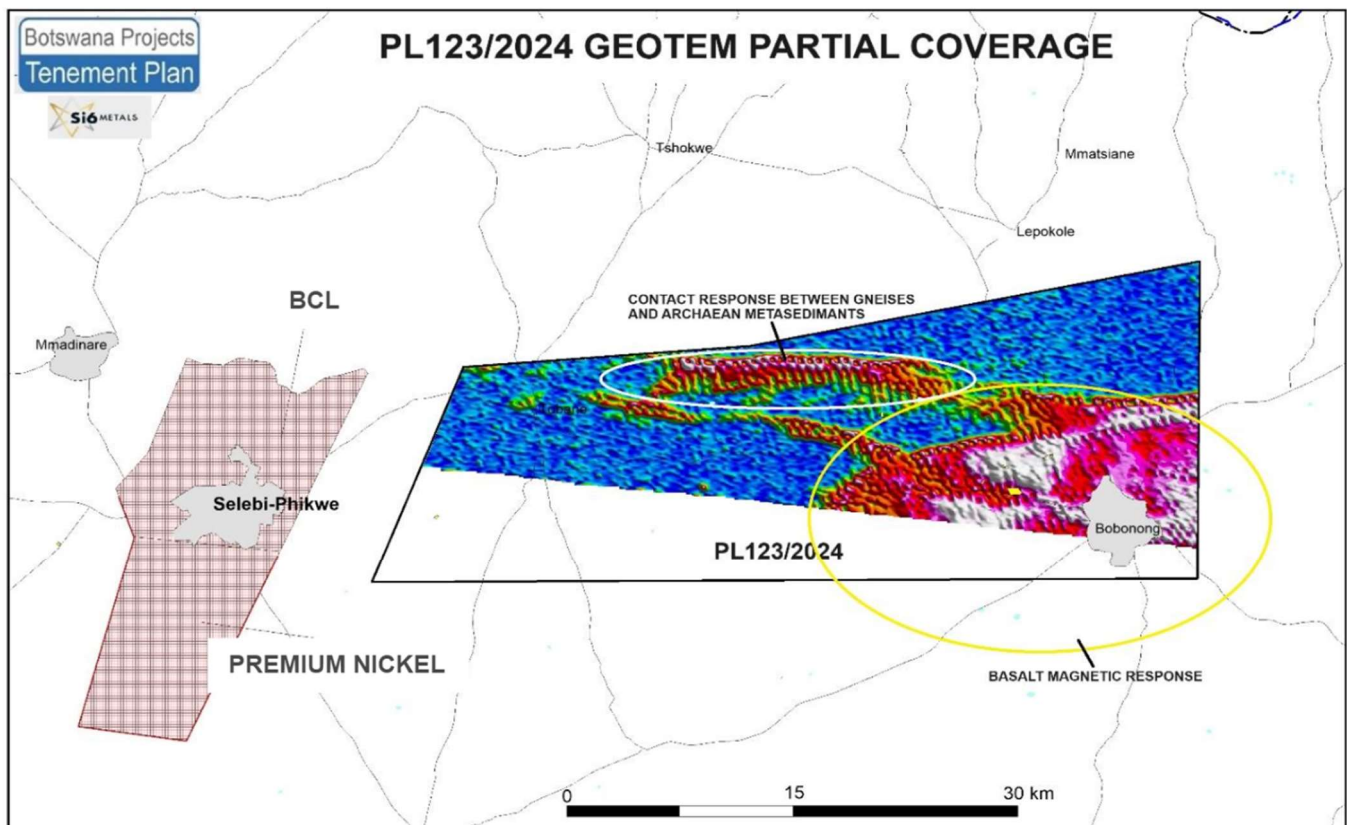 Botswana Projects
Tenement Plan
Si6 METALS
PL123/2024 GEOTEM PARTIAL COVERAGE
Tshokwe
Mmatsiane
Lepokole
BCL
CONTACT RESPONSE BETWEEN GNEISES
AND ARCHAEAN METASEDIMANTS
Mmadinare
Selebi-Phikwe
Bobonong
PL123/2024
PREMIUM NICKEL
BASALT MAGNETIC RESPONSE
0
15
30 km